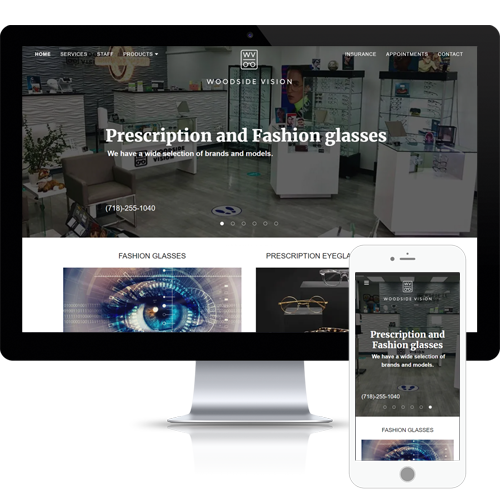 HOME SERVICES STAFF PRODUCTS
WV
INSURANCE APPOINTMENTS CONTACT
WOODSIDE VISION
Prescription and Fashion glasses
We have a wide selection of brands and models.
(718)-255-1040
FASHION GLASSES
PRESCRIPTION EYEGLA
WV
WOODSIDE VISION
Prescription and
Fashion glasses
We have a wide selection of
brands and models.
(718)-255-1040
FASHION GLASSES